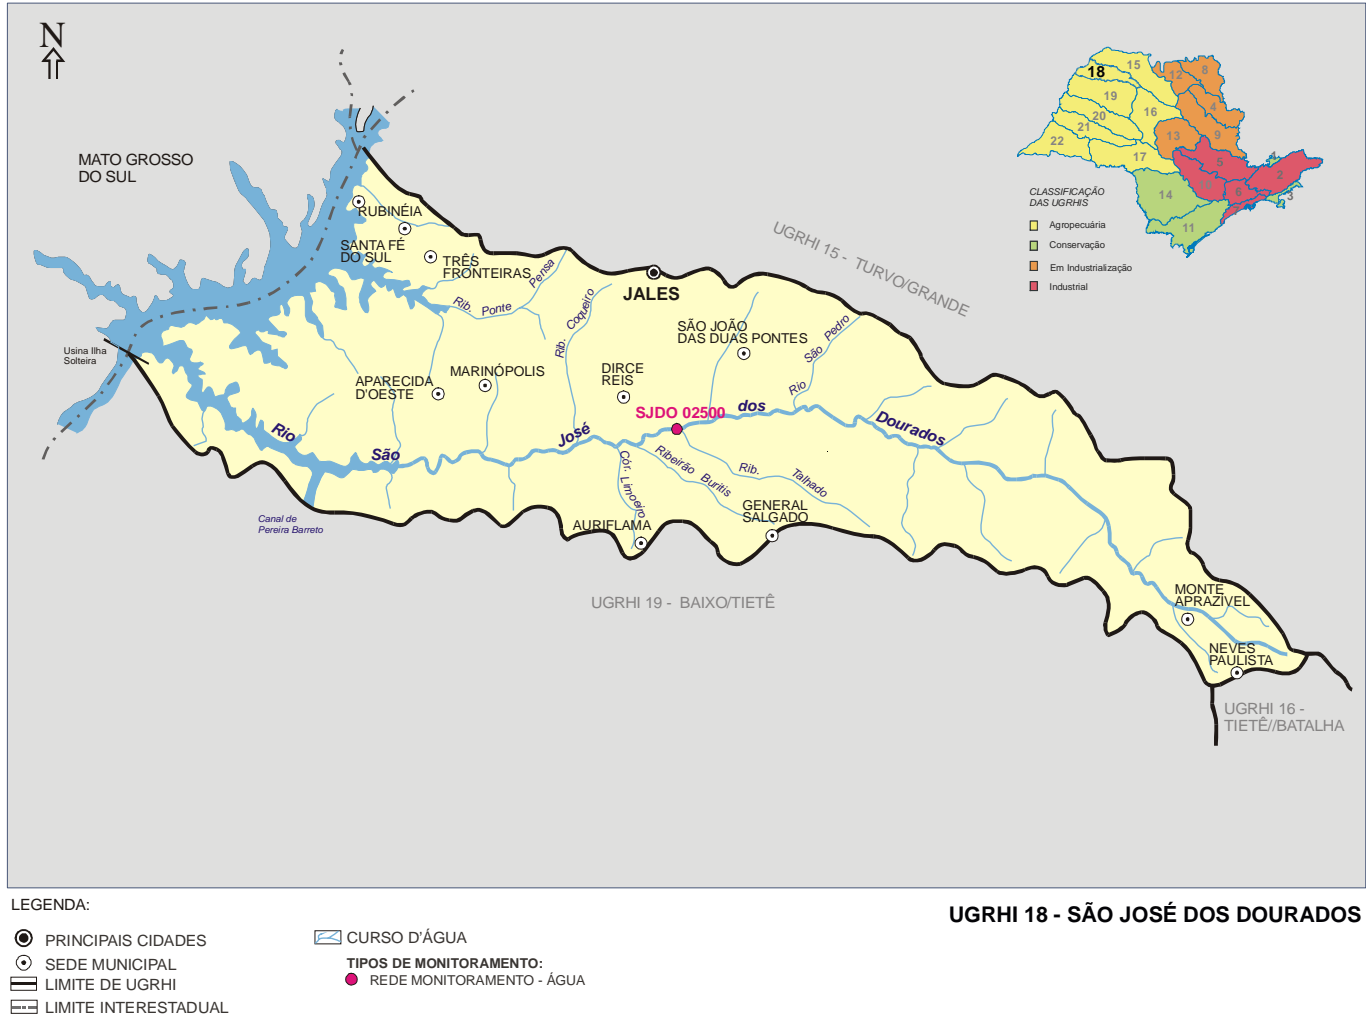 N
MATO GROSSO
DO SUL
15
18
12
8
19
16
4
20
21
13
9
22
17
5
2
14
6
3
11
CLASSIFICAÇÃO
DAS UGRHIS
Agropecuária
Conservação
Em Industrialização
Industrial
RUBINÉIA
SANTA FÉ
DO SUL
TRÊS
FRONTEIRAS
UGRHI 15 - TURVO/GRANDE
Rib. Ponte Pensa
Rib. Coqueiro
JALES
SÃO JOÃO
DAS DUAS PONTES
Rio São Pedro
Usina Ilha
Solteira
APARECIDA
D'OESTE
MARINÓPOLIS
DIRCE
REIS
SJDO 02500
Rio São José dos Dourados
Cór. Limoeiro
Ribeirão Buritis
Rib. Talhado
Canal de
Pereira Barreto
AURIFLAMA
GENERAL
SALGADO
UGRHI 19 - BAIXO/TIETÊ
MONTE
APRAZÍVEL
NEVES
PAULISTA
UGRHI 16 -
TIETÊ//BATALHA
LEGENDA:
PRINCIPAIS CIDADES
SEDE MUNICIPAL
LIMITE DE UGRHI
LIMITE INTERESTADUAL
CURSO D'ÁGUA
TIPOS DE MONITORAMENTO:
REDE MONITORAMENTO - ÁGUA
UGRHI 18 - SÃO JOSÉ DOS DOURADOS